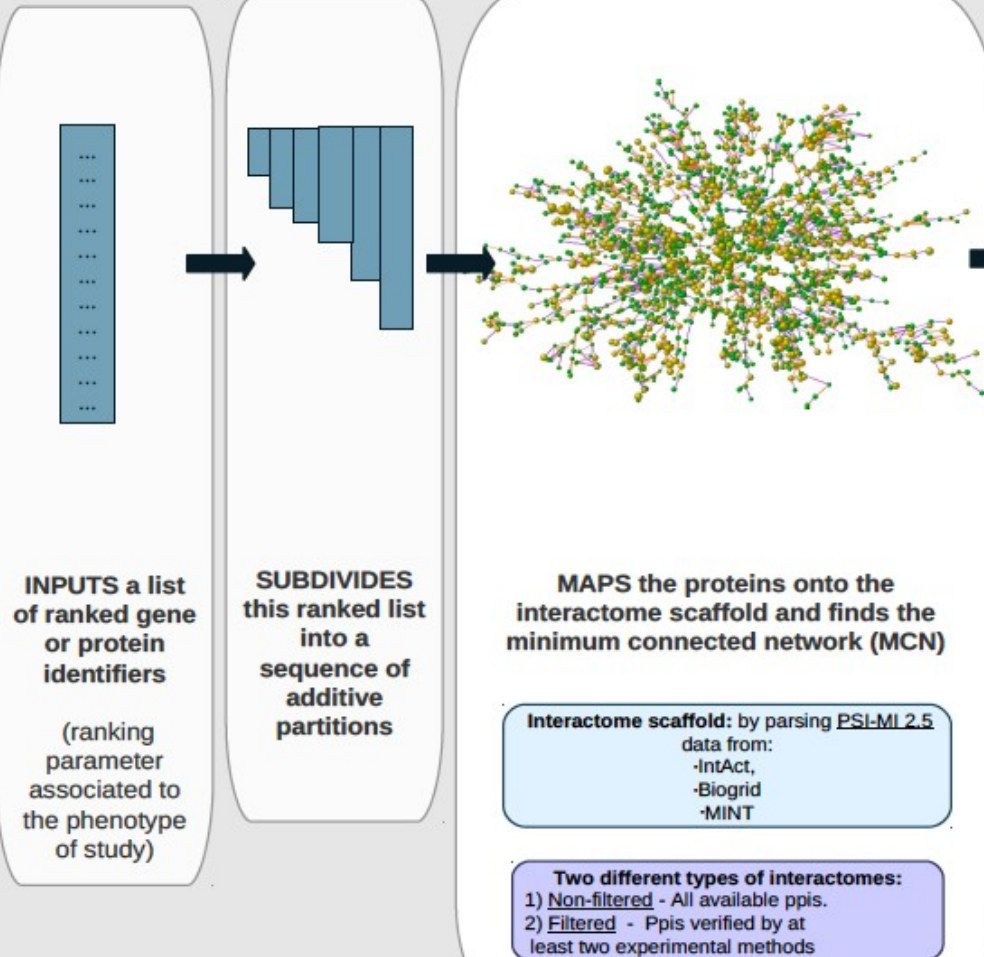 ...
...
...
...
...
...
...
...
...
...
...
INPUTS a list
of ranked gene
or protein
identifiers
(ranking
parameter
associated to
the phenotype
of study)
SUBDIVIDES
this ranked list
into a
sequence of
additive
partitions
MAPS the proteins onto the
interactome scaffold and finds the
minimum connected network (MCN)
Interactome scaffold: by parsing PSI-MI 2.5
data from:
·IntAct,
·Biogrid
·MINT
Two different types of interactomes:
1) Non-filtered - All available ppis.
2) Filtered - Ppis verified by at
least two experimental methods